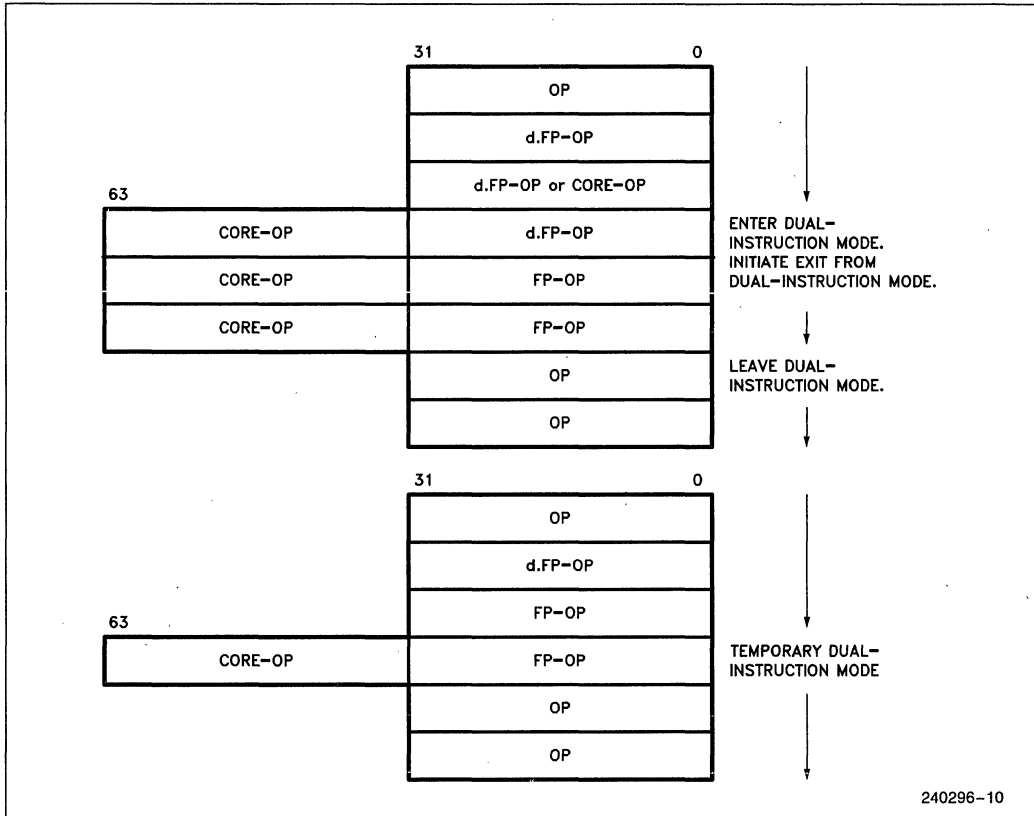 31 0
OP
d.FP-OP
d.FP-OP or CORE-OP
63
CORE-OP d.FP-OP
CORE-OP FP-OP
CORE-OP FP-OP
OP
OP
ENTER DUAL-
INSTRUCTION MODE.
INITIATE EXIT FROM
DUAL-INSTRUCTION MODE.
LEAVE DUAL-
INSTRUCTION MODE.
31 0
OP
d.FP-OP
FP-OP
63
CORE-OP FP-OP
OP
OP
TEMPORARY DUAL-
INSTRUCTION MODE
240296-10